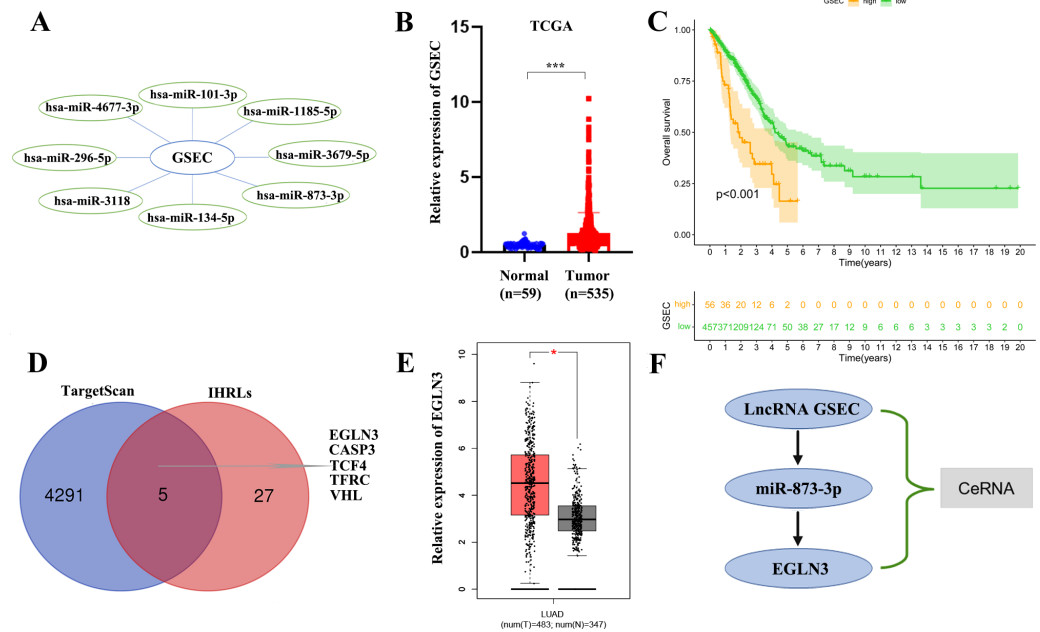 A
hsa-miR-101-3p
hsa-miR-4677-3p
hsa-miR-1185-5p
hsa-miR-296-5p
GSEC
hsa-miR-3679-5p
hsa-miR-3118
hsa-miR-873-3p
hsa-miR-134-5p
B
TCGA
Relative expression of GSEC
***
15
10
5
0
Normal
(n=59)
Tumor
(n=535)
C
GSEC high low
Overall survival
1.00
0.75
0.50
0.25
0.00
p<0.001
0 1 2 3 4 5 6 7 8 9 10 11 12 13 14 15 16 17 18 19 20
Time(years)
GSEC
high 56 36 20 12 6 2 0 0 0 0 0 0 0 0 0 0 0 0 0 0 0
low 457371209124 71 50 38 27 17 12 9 6 6 6 3 3 3 3 3 2 0
0 1 2 3 4 5 6 7 8 9 10 11 12 13 14 15 16 17 18 19 20
Time(years)
D
TargetScan
IHRLs
4291
5
27
EGLN3
CASP3
TCF4
TFRC
VHL
E
Relative expression of EGLN3
*
10
8
6
4
2
0
LUAD
(num(T)=483; num(N)=347)
F
LncRNA GSEC
miR-873-3p
EGLN3
CeRNA